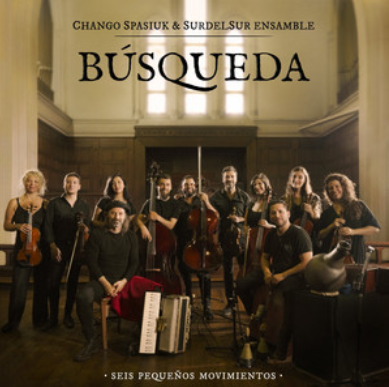 CHANGO SPASIUK & SURDELSUR ENSAMBLE
BÚSQUEDA
· SEIS PEQUEÑOS MOVIMIENTOS ·